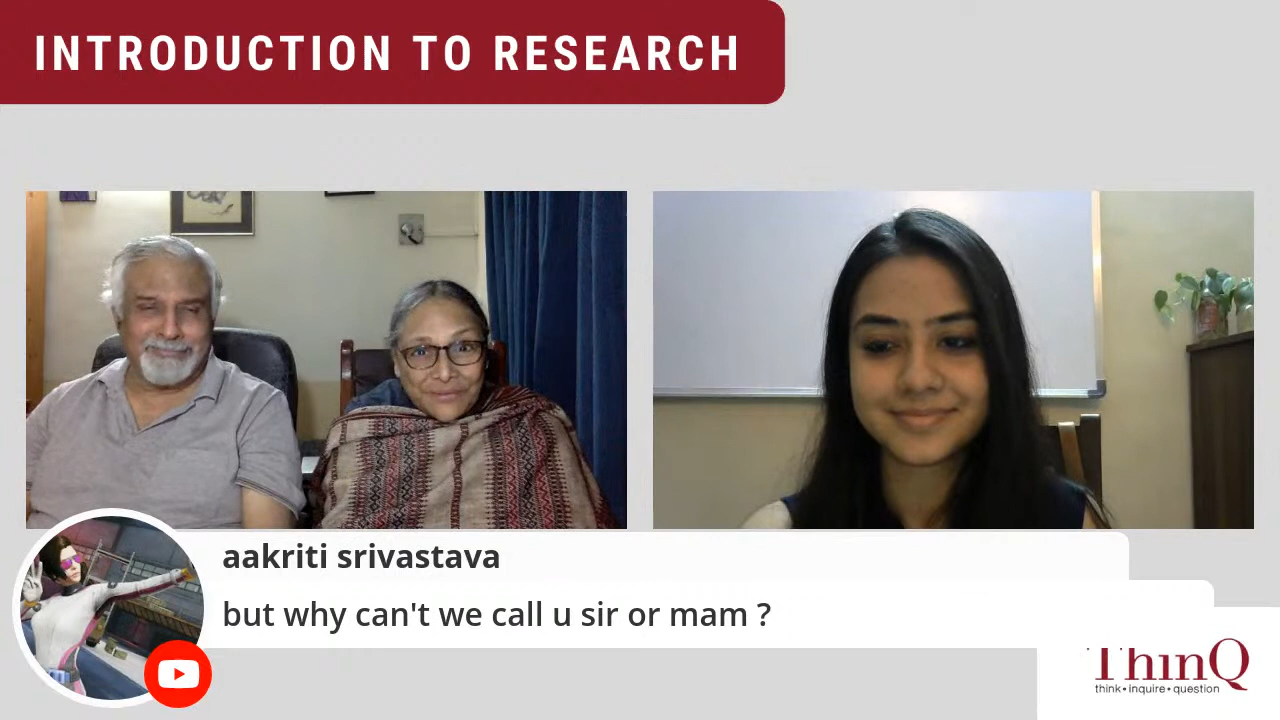 INTRODUCTION TO RESEARCH
aakriti srivastava
but why can't we call u sir or mam ?
ThinQ
think • inquire • question